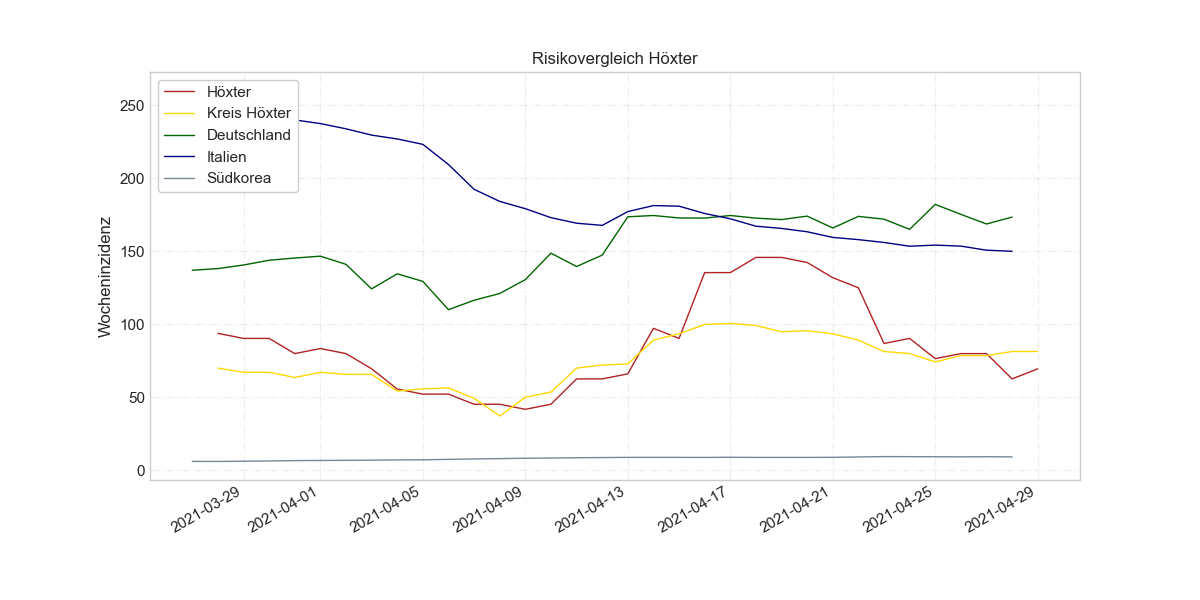 Risikovergleich Höxter
Höxter
Kreis Höxter
Deutschland
Italien
Südkorea
Wocheninzidenz
250
200
150
100
50
0
2021-03-29
2021-04-01
2021-04-05
2021-04-09
2021-04-13
2021-04-17
2021-04-21
2021-04-25
2021-04-29